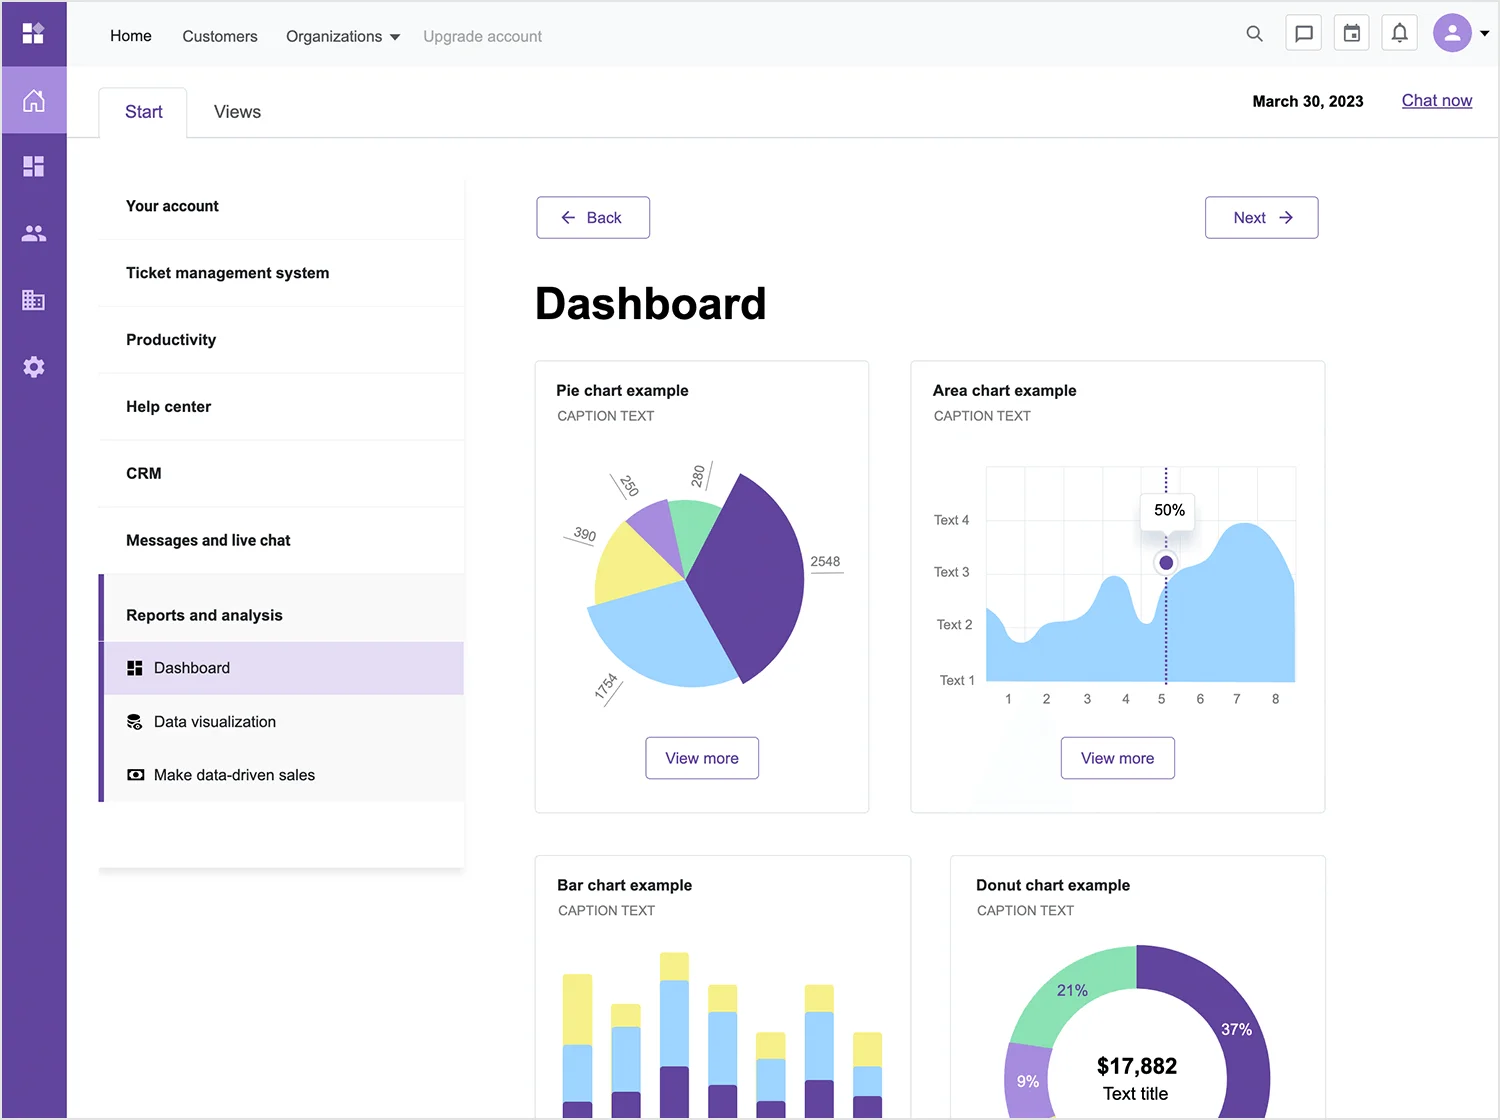 Home Customers Organizations Upgrade account
Start Views
March 30, 2023 Chat now
Your account
Ticket management system
Productivity
Help center
CRM
Messages and live chat
Reports and analysis
Dashboard
Data visualization
Make data-driven sales
Back
Next
Dashboard
Pie chart example
CAPTION TEXT
250
280
390
2548
1754
View more
Area chart example
CAPTION TEXT
50%
Text 4
Text 3
Text 2
Text 1
1 2 3 4 5 6 7 8
View more
Bar chart example
CAPTION TEXT
Donut chart example
CAPTION TEXT
21%
37%
9%
$17,882
Text title